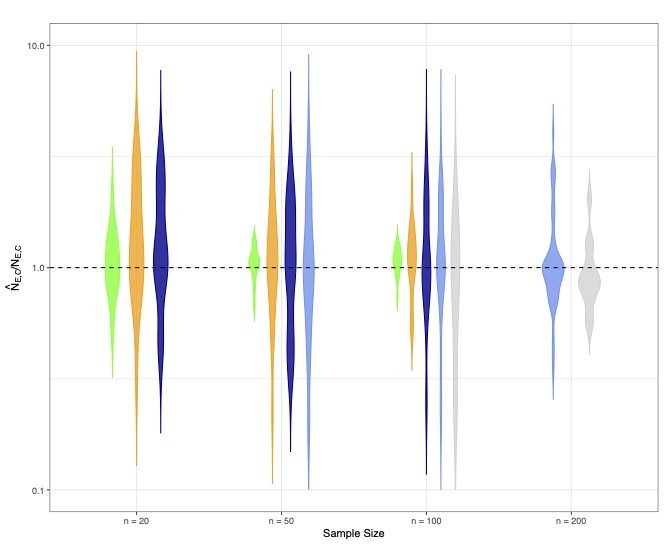 10.0
1.0
0.1
N̂E,C/NE,C
n = 20
n = 50
n = 100
n = 200
Sample Size